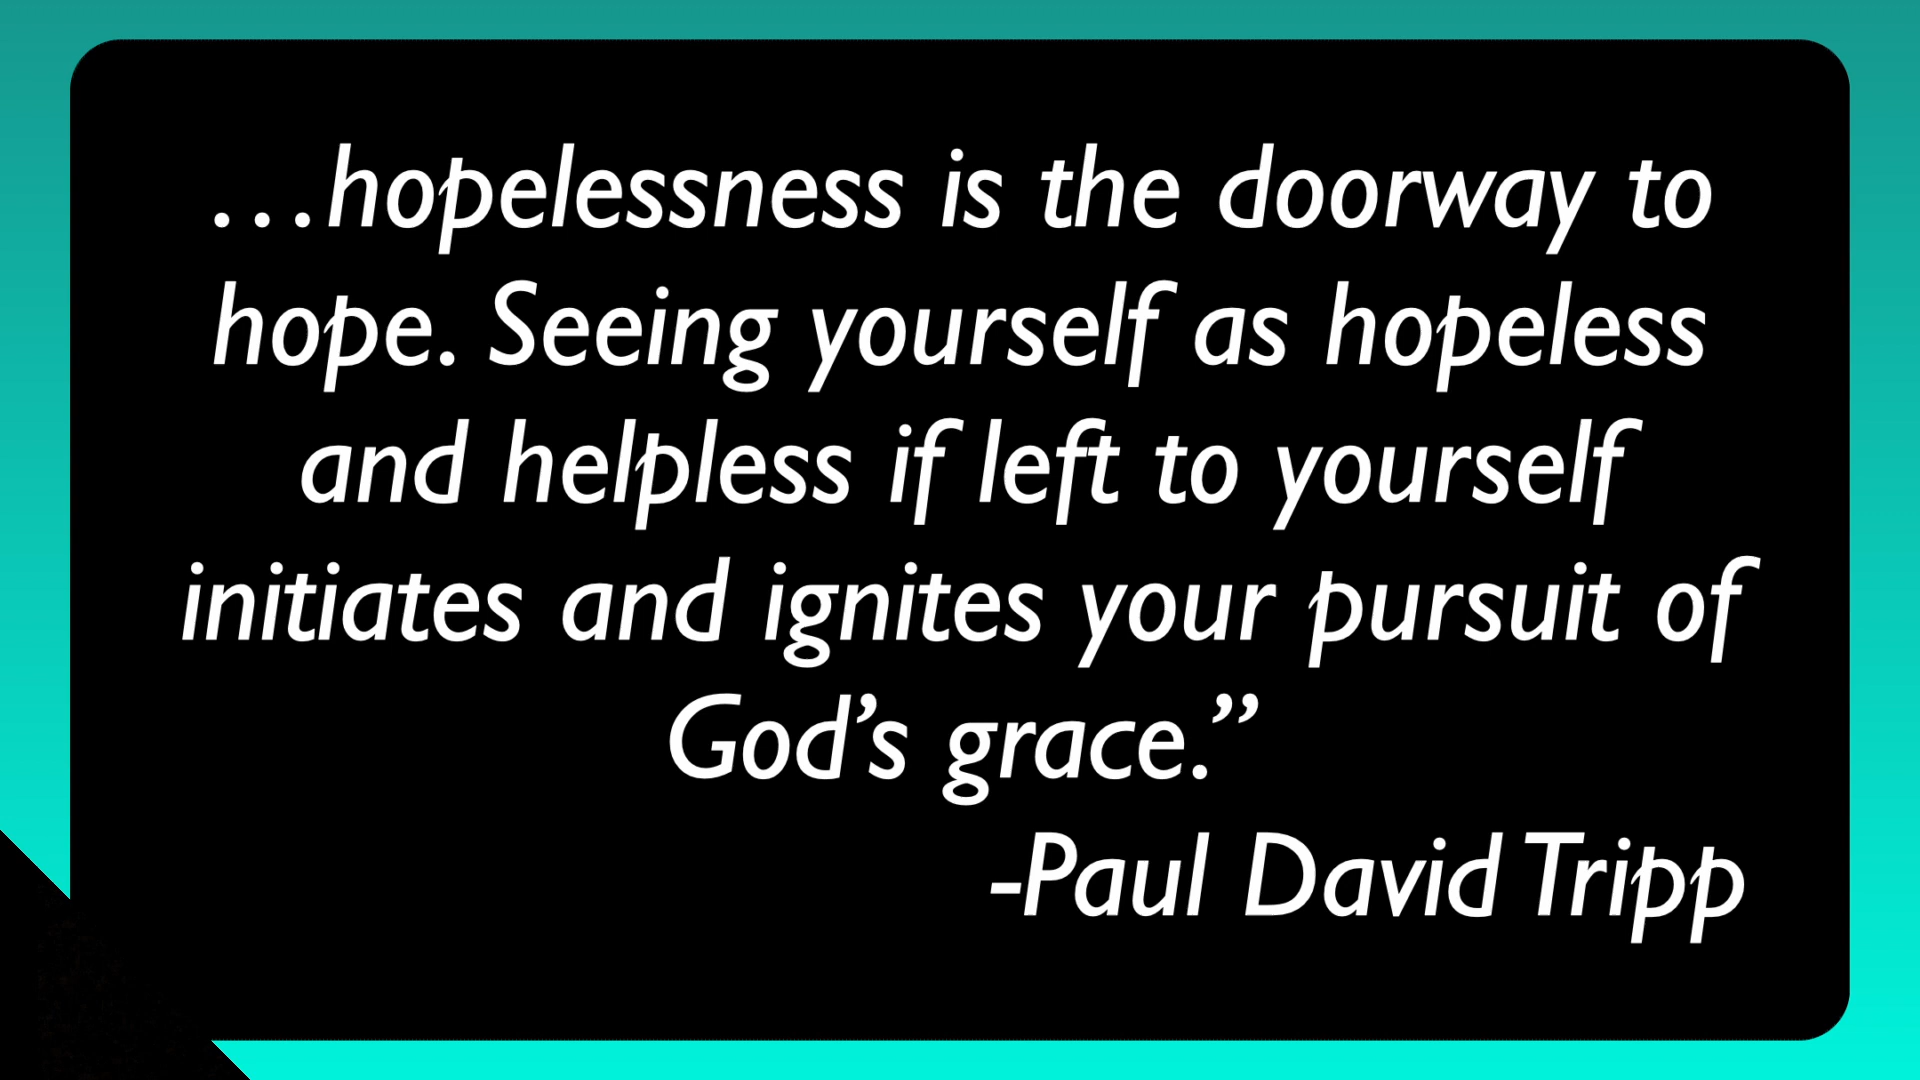 …hopelessness is the doorway to
hope. Seeing yourself as hopeless
and helpless if left to yourself
initiates and ignites your pursuit of
God’s grace.”
-Paul David Tripp